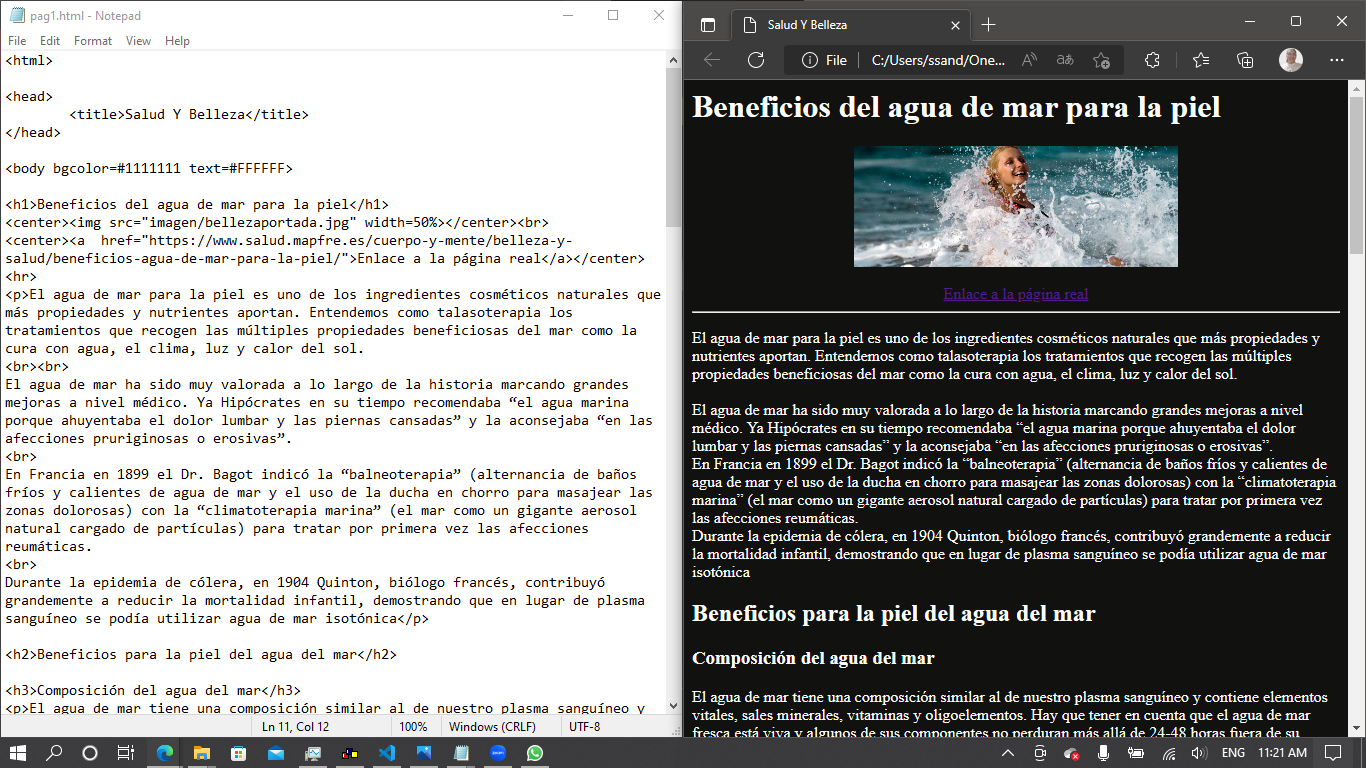 pag1.html - Notepad
File Edit Format View Help
<html>
<head>
<title>Salud Y Belleza</title>
</head>
<body bgcolor=#1111111 text=#FFFFFF>
<h1>Beneficios del agua de mar para la piel</h1>
<center><img src="imagen/bellezaportada.jpg" width=50%></center><br>
<center><a  href="https://www.salud.mapfre.es/cuerpo-y-mente/belleza-y-
salud/beneficios-agua-de-mar-para-la-piel/">Enlace a la página real</a></center>
<hr>
<p>El agua de mar para la piel es uno de los ingredientes cosméticos naturales que
más propiedades y nutrientes aportan. Entendemos como talasoterapia los
tratamientos que recogen las múltiples propiedades beneficiosas del mar como la
cura con agua, el clima, luz y calor del sol.
<br><br>
El agua de mar ha sido muy valorada a lo largo de la historia marcando grandes
mejoras a nivel médico. Ya Hipócrates en su tiempo recomendaba “el agua marina
porque ahuyentaba el dolor lumbar y las piernas cansadas” y la aconsejaba “en las
afecciones pruriginosas o erosivas”.
<br>
En Francia en 1899 el Dr. Bagot indicó la “balneoterapia” (alternancia de baños
fríos y calientes de agua de mar y el uso de la ducha en chorro para masajear las
zonas dolorosas) con la “climatoterapia marina” (el mar como un gigante aerosol
natural cargado de partículas) para tratar por primera vez las afecciones
reumáticas.
<br>
Durante la epidemia de cólera, en 1904 Quinton, biólogo francés, contribuyó
grandemente a reducir la mortalidad infantil, demostrando que en lugar de plasma
sanguíneo se podía utilizar agua de mar isotónica</p>
<h2>Beneficios para la piel del agua del mar</h2>
<h3>Composición del agua del mar</h3>
<p>El agua de mar tiene una composición similar al de nuestro plasma sanguíneo y
Ln 11, Col 12 100% Windows (CRLF) UTF-8
Salud Y Belleza
File C:/Users/ssand/One...
Beneficios del agua de mar para la piel
Enlace a la página real
El agua de mar para la piel es uno de los ingredientes cosméticos naturales que más propiedades y
nutrientes aportan. Entendemos como talasoterapia los tratamientos que recogen las múltiples
propiedades beneficiosas del mar como la cura con agua, el clima, luz y calor del sol.
El agua de mar ha sido muy valorada a lo largo de la historia marcando grandes mejoras a nivel
médico. Ya Hipócrates en su tiempo recomendaba “el agua marina porque ahuyentaba el dolor
lumbar y las piernas cansadas” y la aconsejaba “en las afecciones pruriginosas o erosivas”.
En Francia en 1899 el Dr. Bagot indicó la “balneoterapia” (alternancia de baños fríos y calientes de
agua de mar y el uso de la ducha en chorro para masajear las zonas dolorosas) con la “climatoterapia
marina” (el mar como un gigante aerosol natural cargado de partículas) para tratar por primera vez
las afecciones reumáticas.
Durante la epidemia de cólera, en 1904 Quinton, biólogo francés, contribuyó grandemente a reducir
la mortalidad infantil, demostrando que en lugar de plasma sanguíneo se podía utilizar agua de mar
isotónica
Beneficios para la piel del agua del mar
Composición del agua del mar
El agua de mar tiene una composición similar al de nuestro plasma sanguíneo y contiene elementos
vitales, sales minerales, vitaminas y oligoelementos. Hay que tener en cuenta que el agua de mar
fresca está viva y algunos de sus componentes no perduran más allá de 24-48 horas fuera de su
ENG 11:21 AM